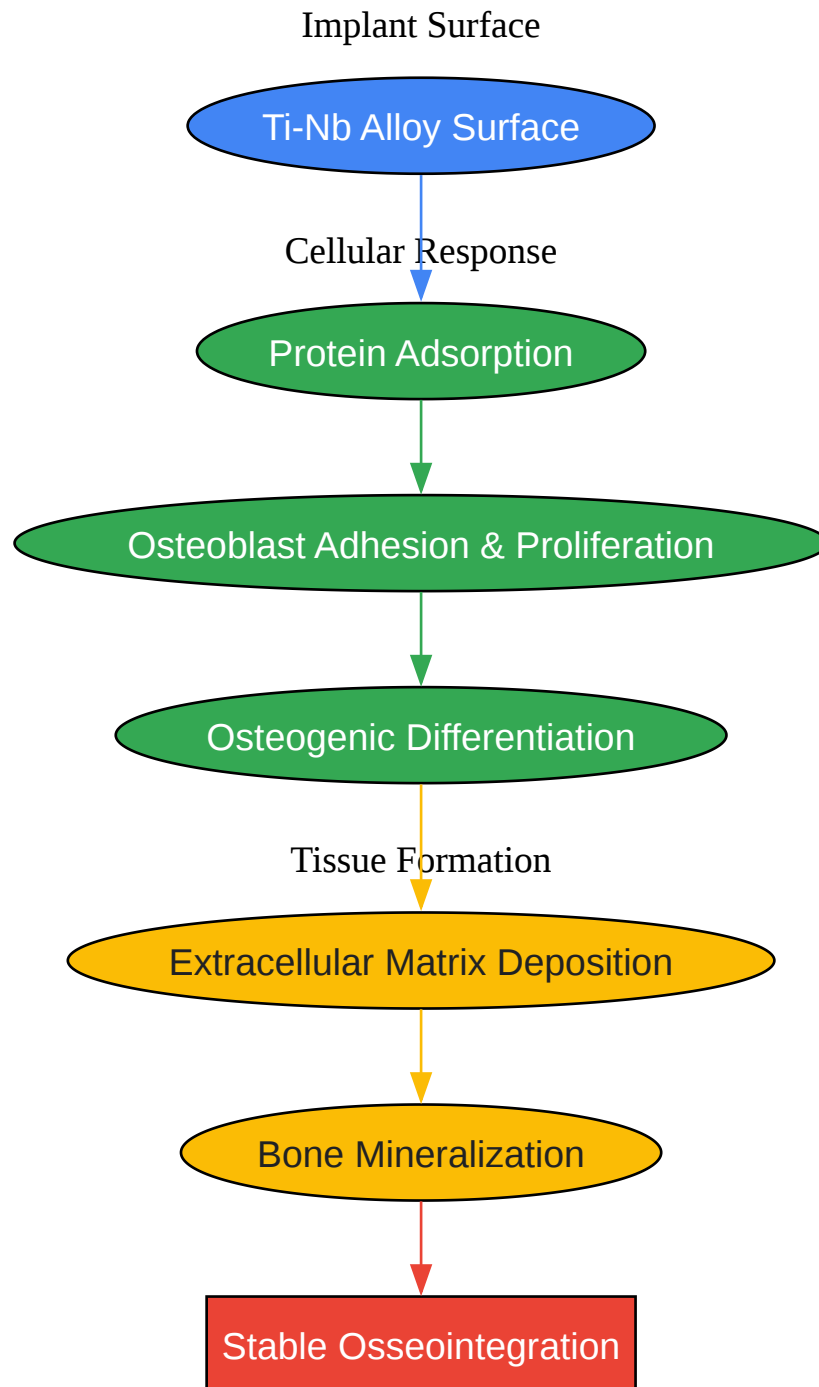 Implant Surface
Ti-Nb Alloy Surface
Cellular Response
Protein Adsorption
Osteoblast Adhesion & Proliferation
Osteogenic Differentiation
Tissue Formation
Extracellular Matrix Deposition
Bone Mineralization
Stable Osseointegration